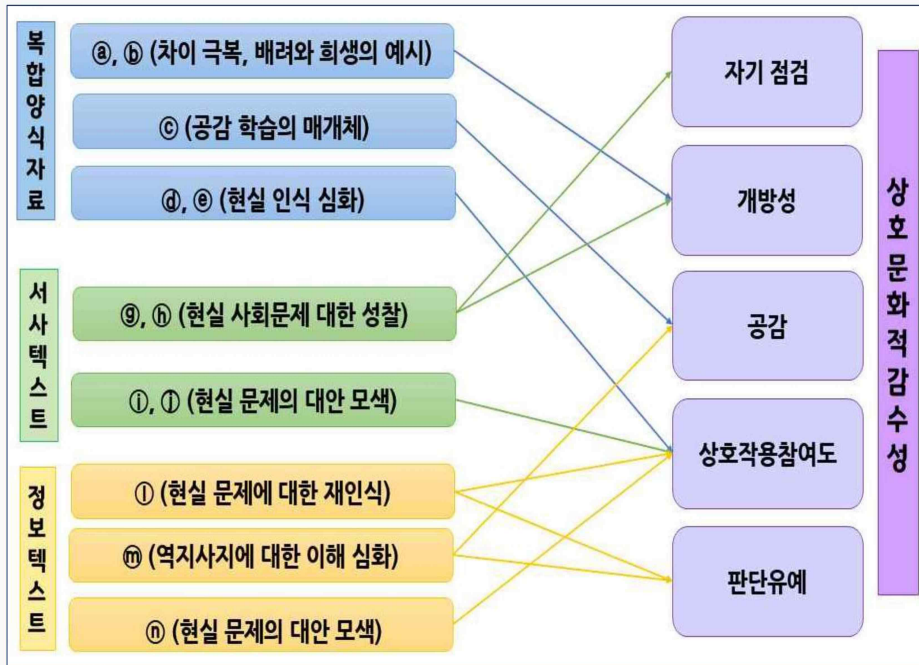 복합양식자료
ⓐ, ⓑ (차이 극복, 배려와 희생의 예시)
ⓒ (공감 학습의 매개체)
ⓓ, ⓔ (현실 인식 심화)
서사텍스트
ⓖ, ⓗ (현실 사회문제 대한 성찰)
ⓘ, ⓙ (현실 문제의 대안 모색)
정보텍스트
ⓛ (현실 문제에 대한 재인식)
ⓜ (역지사지에 대한 이해 심화)
ⓝ (현실 문제의 대안 모색)
자기 점검
개방성
공감
상호작용참여도
판단유예
상호문화적감수성